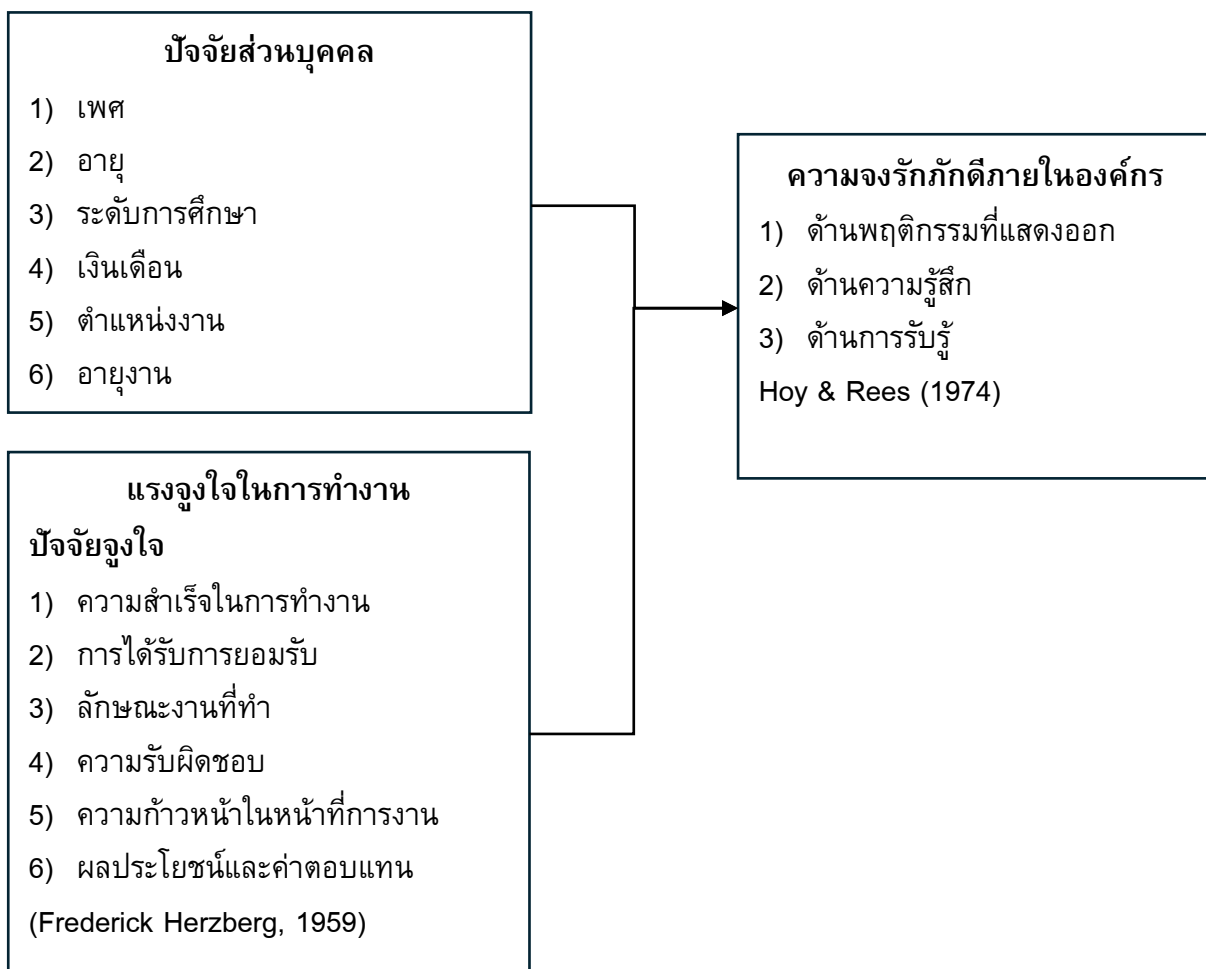 ปัจจัยส่วนบุคคล
1) เพศ
2) อายุ
3) ระดับการศึกษา
4) เงินเดือน
5) ตำแหน่งงาน
6) อายุงาน
ความจงรักภักดีภายในองค์กร
1) ด้านพฤติกรรมที่แสดงออก
2) ด้านความรู้สึก
3) ด้านการรับรู้
Hoy & Rees (1974)
แรงจูงใจในการทำงาน
ปัจจัยจูงใจ
1) ความสำเร็จในการทำงาน
2) การได้รับการยอมรับ
3) ลักษณะงานที่ทำ
4) ความรับผิดชอบ
5) ความก้าวหน้าในหน้าที่การงาน
6) ผลประโยชน์และค่าตอบแทน
(Frederick Herzberg, 1959)